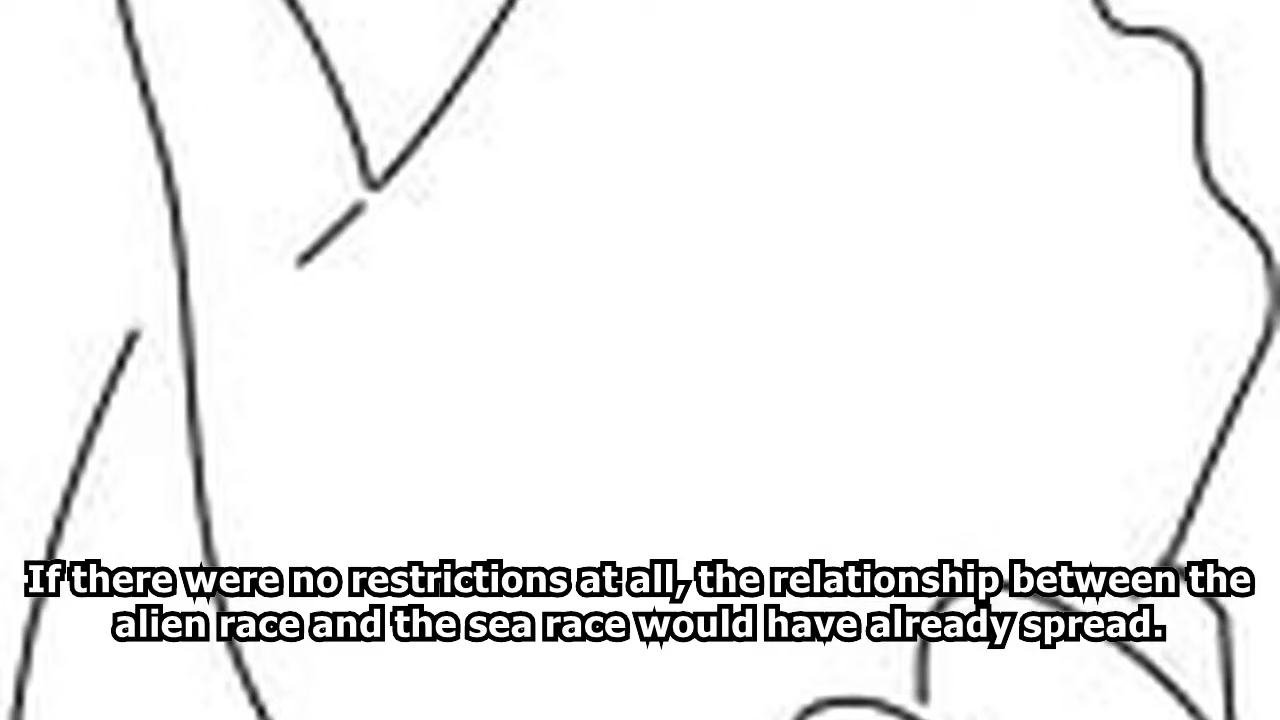 If there were no restrictions at all, the relationship between the
alien race and the sea race would have already spread.